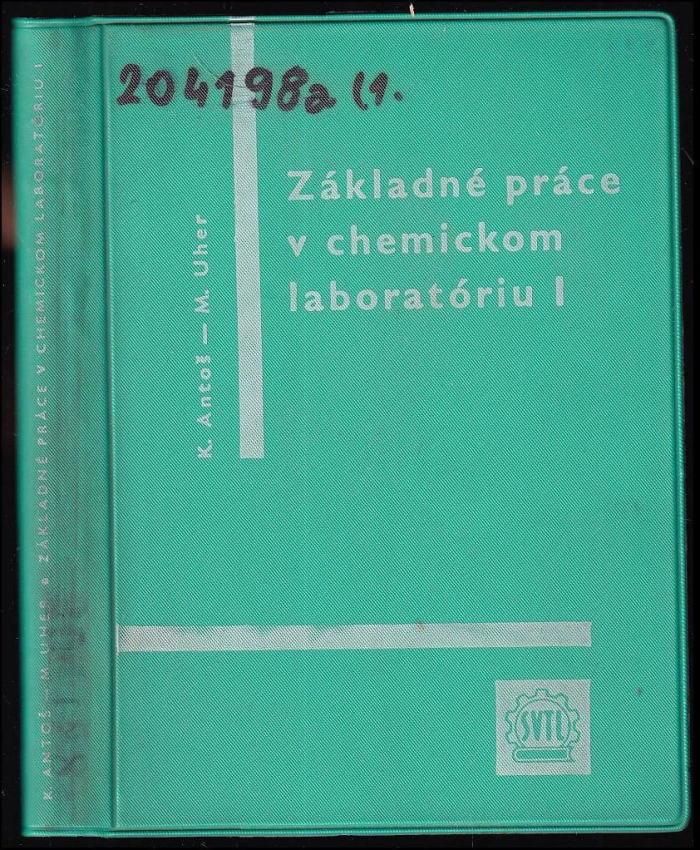 204198a (1.
Základné práce
v chemickom
laboratóriu I
K. Antoš — M. Uher
SVTL
K. ANTOŠ — M. UHER • ZÁKLADNÉ PRÁCE V CHEMICKOM LABORATÓRIU I